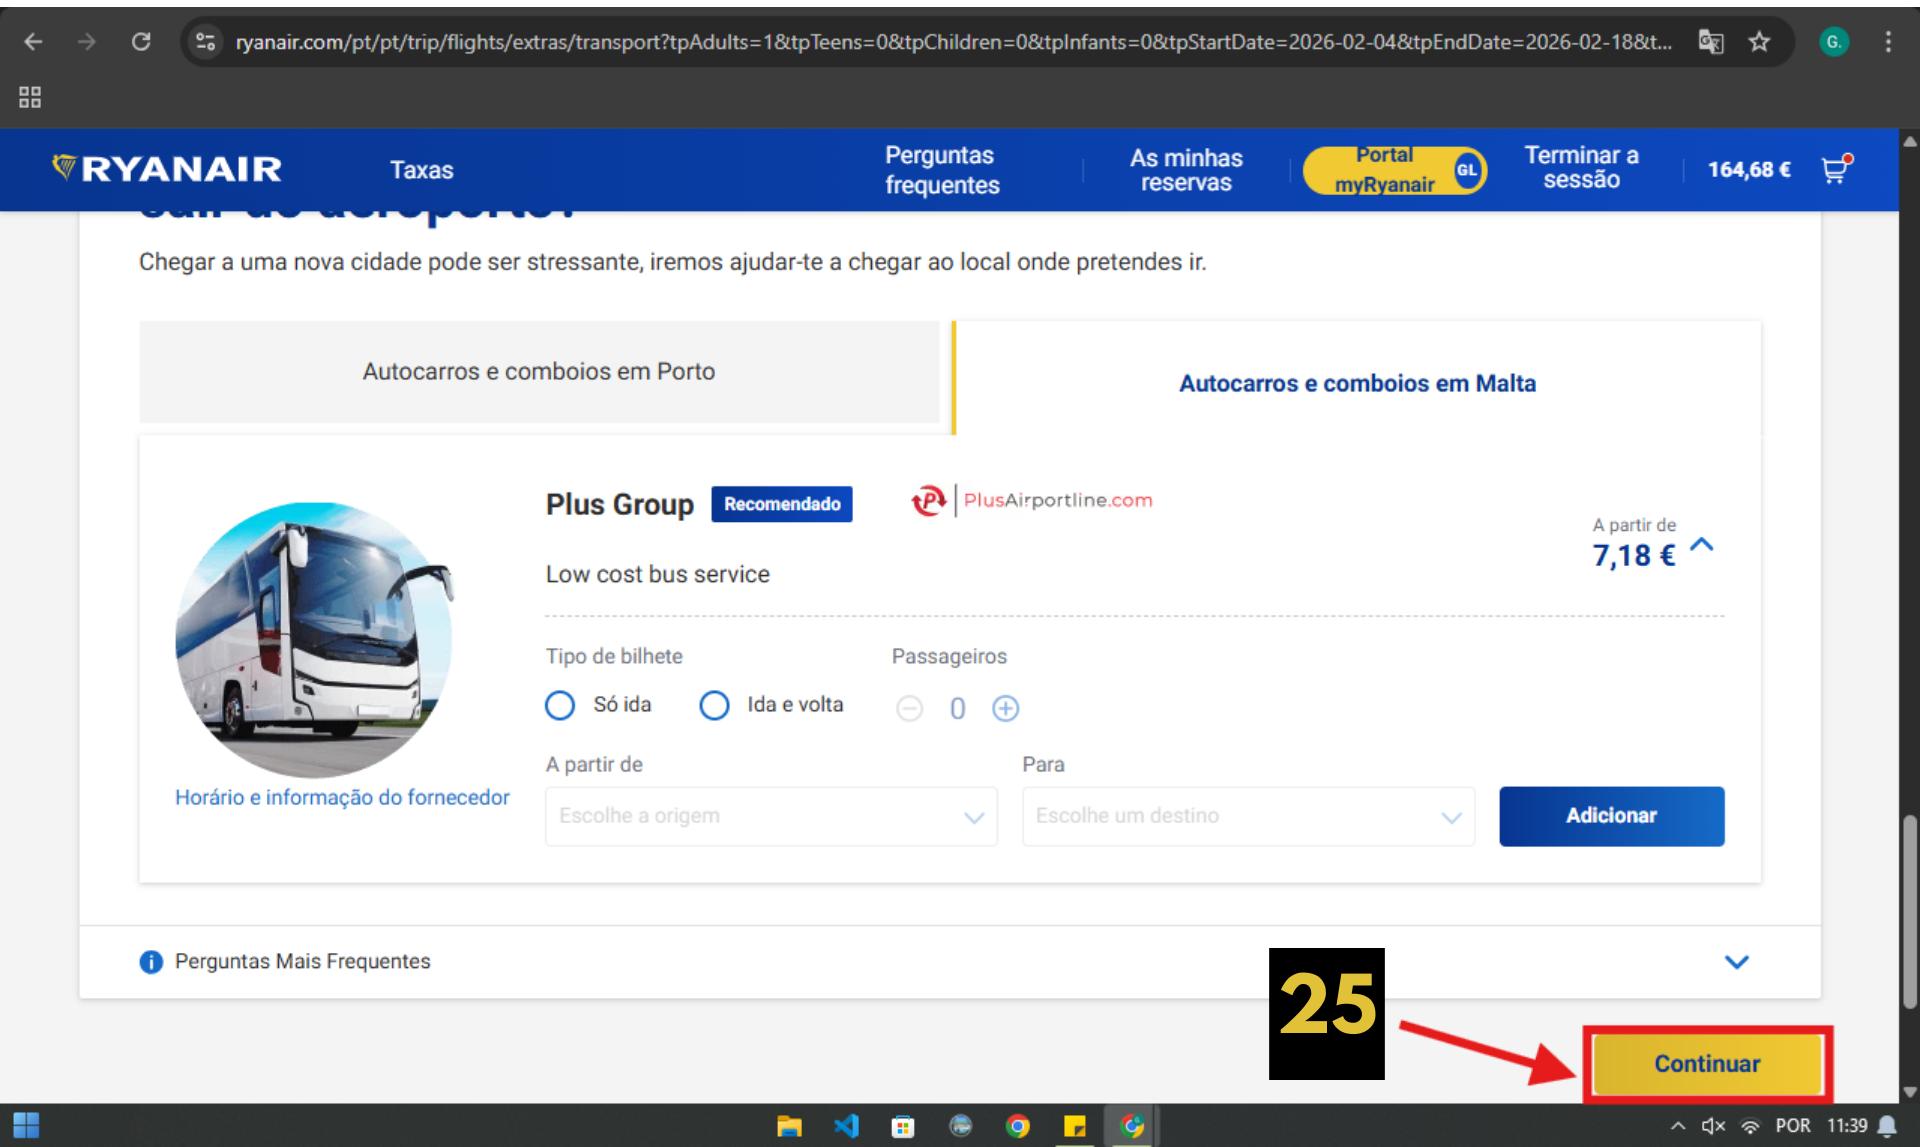 ryanair.com/pt/pt/trip/flights/extras/transport?tpAdults=1&tpTeens=0&tpChildren=0&tpInfants=0&tpStartDate=2026-02-04&tpEndDate=2026-02-18&t...
G.
RYANAIR
Taxas
Perguntas
frequentes
As minhas
reservas
Portal
myRyanair
GL
Terminar a
sessão
164,68 €
sair do aeroporto?
Chegar a uma nova cidade pode ser stressante, iremos ajudar-te a chegar ao local onde pretendes ir.
Autocarros e comboios em Porto
Autocarros e comboios em Malta
Plus Group
Recomendado
P
PlusAirportline.com
A partir de
7,18 €
Low cost bus service
Tipo de bilhete
Passageiros
Só ida
Ida e volta
0
A partir de
Para
Horário e informação do fornecedor
Escolhe a origem
Escolhe um destino
Adicionar
Perguntas Mais Frequentes
25
Continuar
POR
11:39